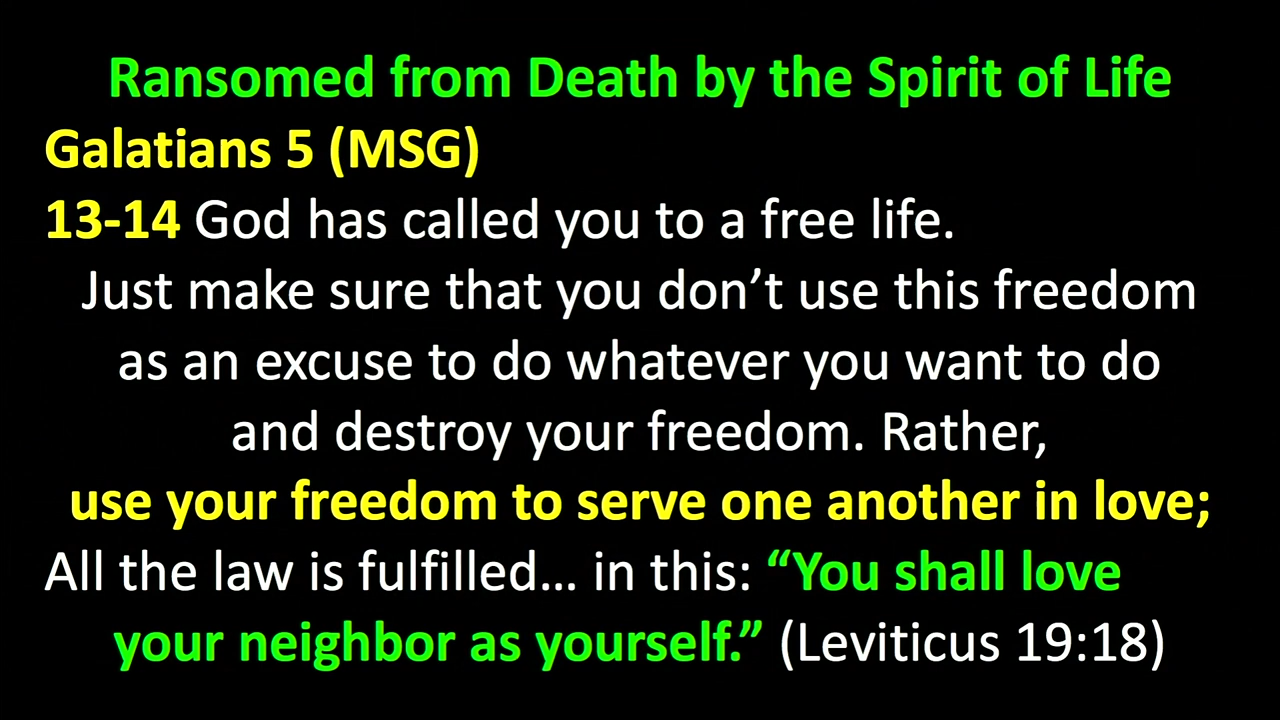 Ransomed from Death by the Spirit of Life
Galatians 5 (MSG)
13-14 God has called you to a free life.
Just make sure that you don’t use this freedom
as an excuse to do whatever you want to do
and destroy your freedom. Rather,
use your freedom to serve one another in love;
All the law is fulfilled… in this: “You shall love
your neighbor as yourself.” (Leviticus 19:18)